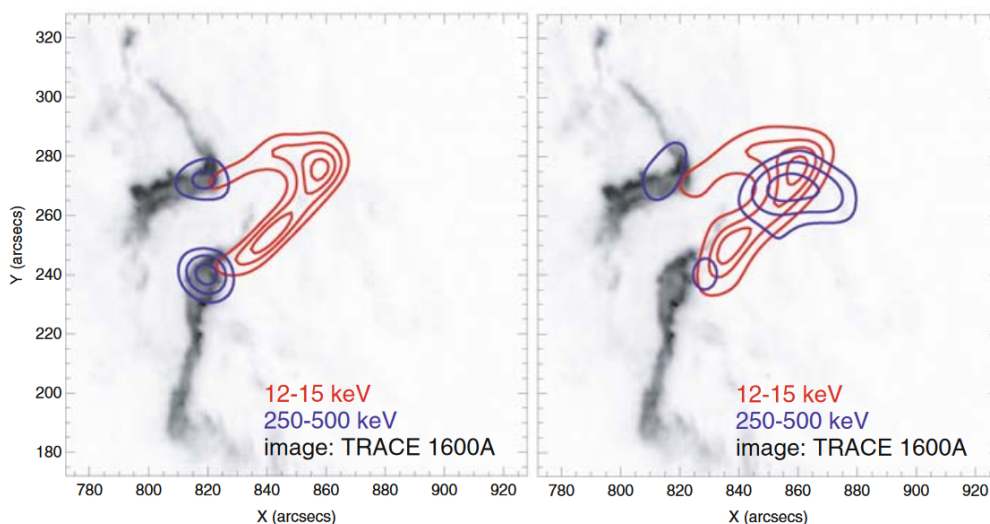 320
300
280
260
240
220
200
180
Y (arcsecs)
12-15 keV
250-500 keV
image: TRACE 1600A
780 800 820 840 860 880 900 920
X (arcsecs)
12-15 keV
250-500 keV
image: TRACE 1600A
780 800 820 840 860 880 900 920
X (arcsecs)